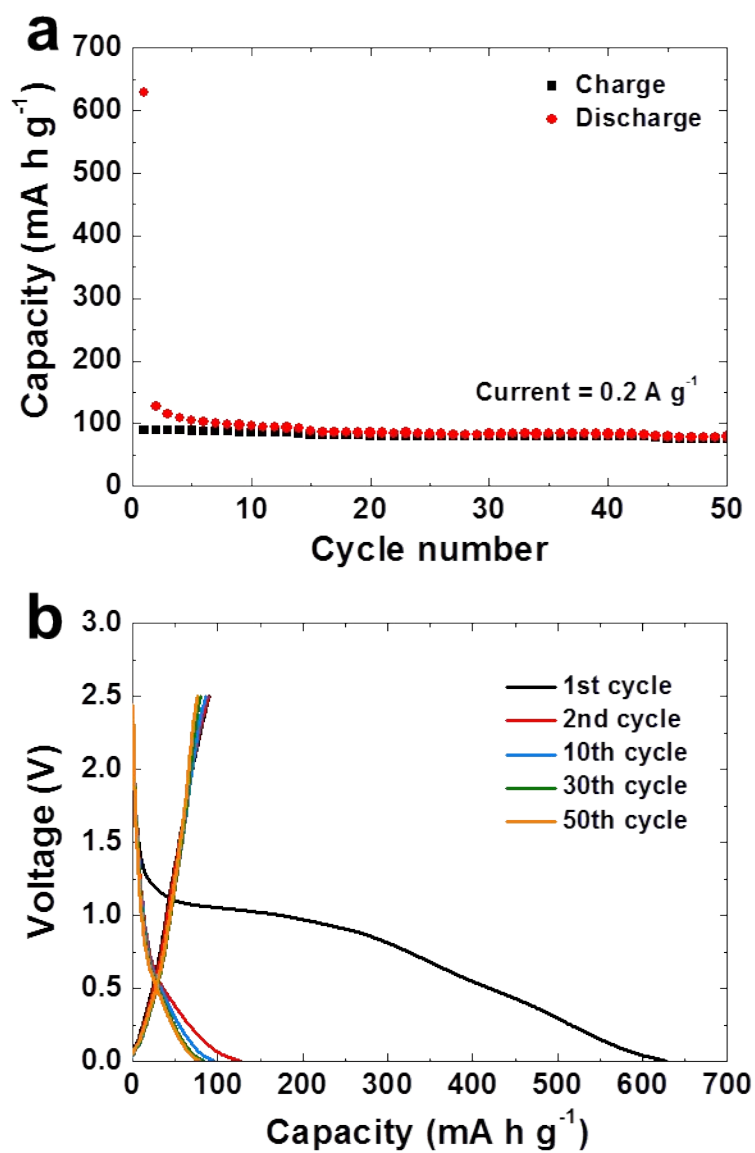 a
700
600
500
400
300
200
100
0
Capacity (mA h g⁻¹)
Charge
Discharge
Current = 0.2 A g⁻¹
0 10 20 30 40 50
Cycle number
b
3.0
2.5
2.0
1.5
1.0
0.5
0.0
Voltage (V)
1st cycle
2nd cycle
10th cycle
30th cycle
50th cycle
0 100 200 300 400 500 600 700
Capacity (mA h g⁻¹)